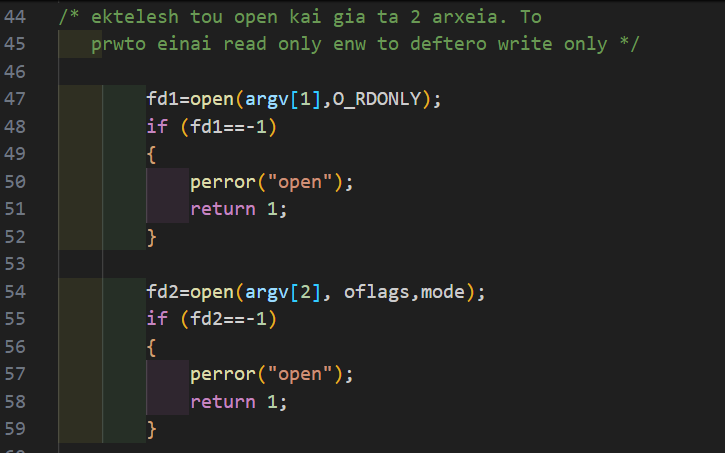 44 /* ektelesh tou open kai gia ta 2 arxeia. To
45 prwto einai read only enw to deftero write only */
46
47 fd1=open(argv[1],O_RDONLY);
48 if (fd1==-1)
49 {
50 perror("open");
51 return 1;
52 }
53
54 fd2=open(argv[2], oflags,mode);
55 if (fd2==-1)
56 {
57 perror("open");
58 return 1;
59 }